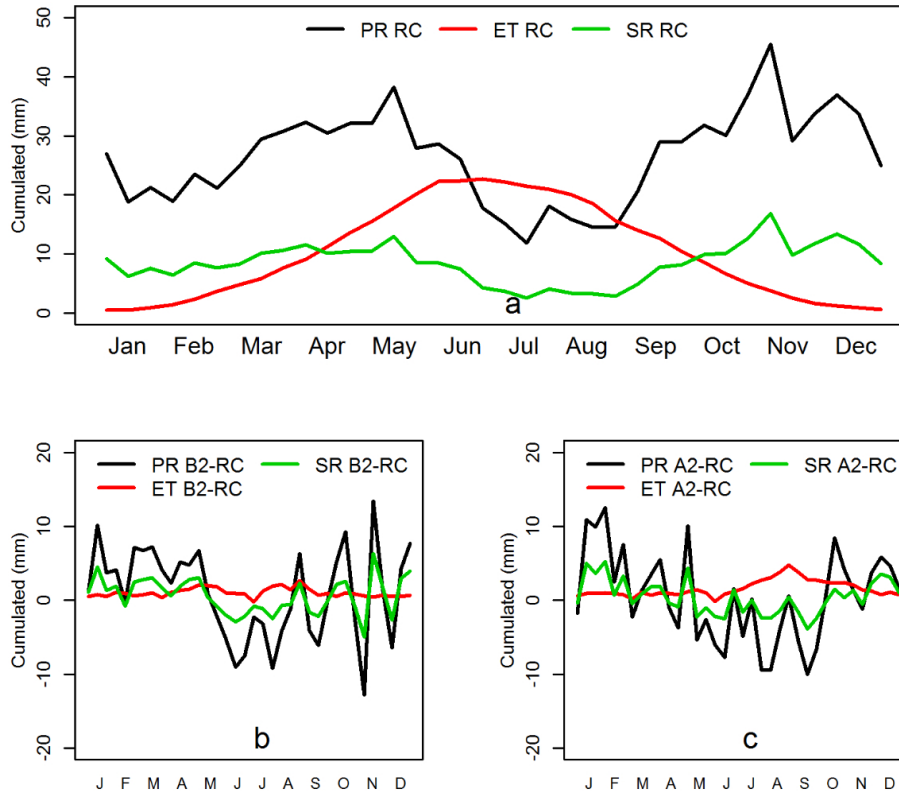 50
PR RC ET RC SR RC
40
30
20
10
0
Cumulated (mm)
a
Jan Feb Mar Apr May Jun Jul Aug Sep Oct Nov Dec
20
PR B2-RC SR B2-RC
ET B2-RC
10
0
-10
-20
Cumulated (mm)
b
J F M A M J J A S O N D
20
PR A2-RC SR A2-RC
ET A2-RC
10
0
-10
-20
Cumulated (mm)
c
J F M A M J J A S O N D